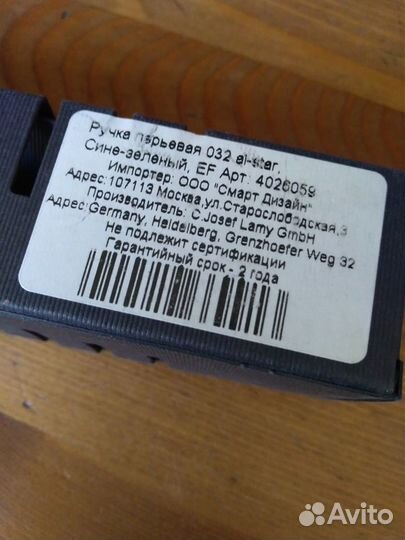 Ручка перьевая 032 al-star,
Сине-зеленый, EF Арт: 4026059
Импортер: ООО "Смарт Дизайн"
Адрес:107113 Москва,ул.Старослободская,3
Производитель: C.Josef Lamy GmbH
Адрес:Germany, Heidelberg, Grenzhoefer Weg 32
Не подлежит сертификации
Гарантийный срок - 2 года
Avito